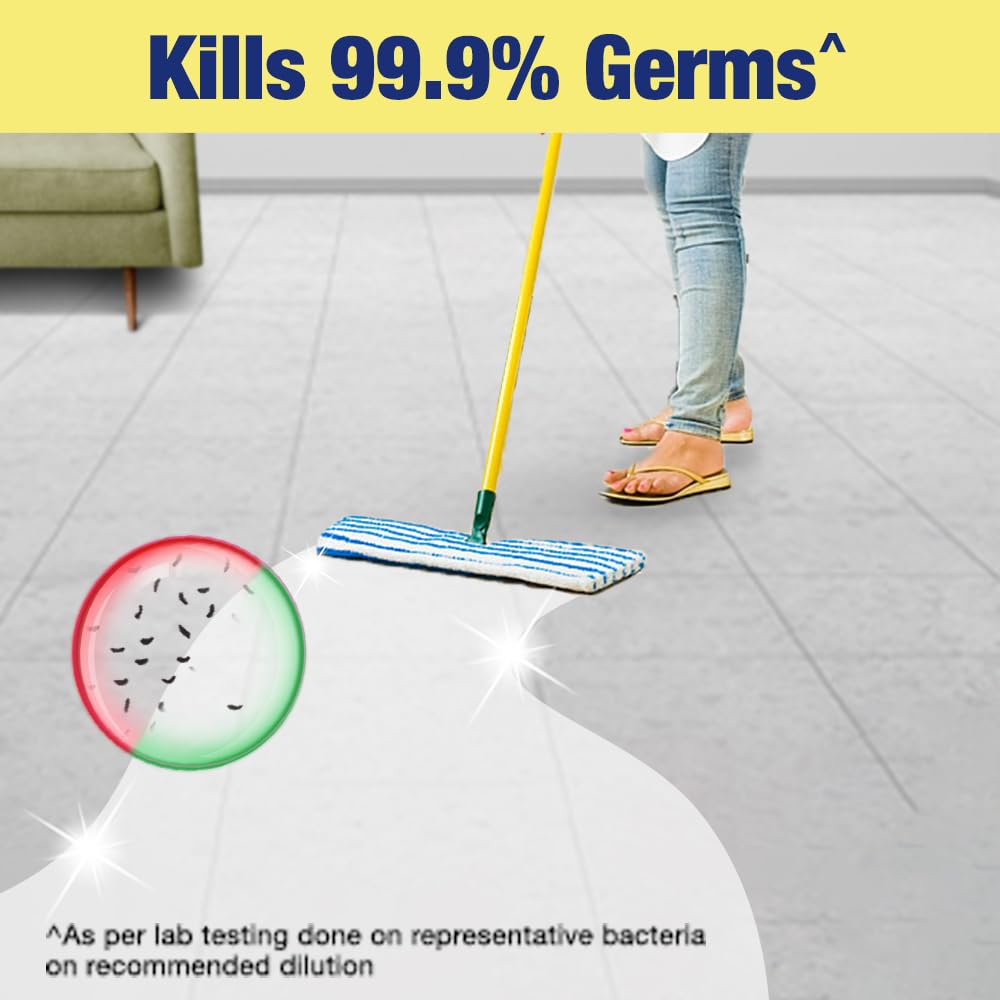 Kills 99.9% Germs^
^As per lab testing done on representative bacteria
on recommended dilution